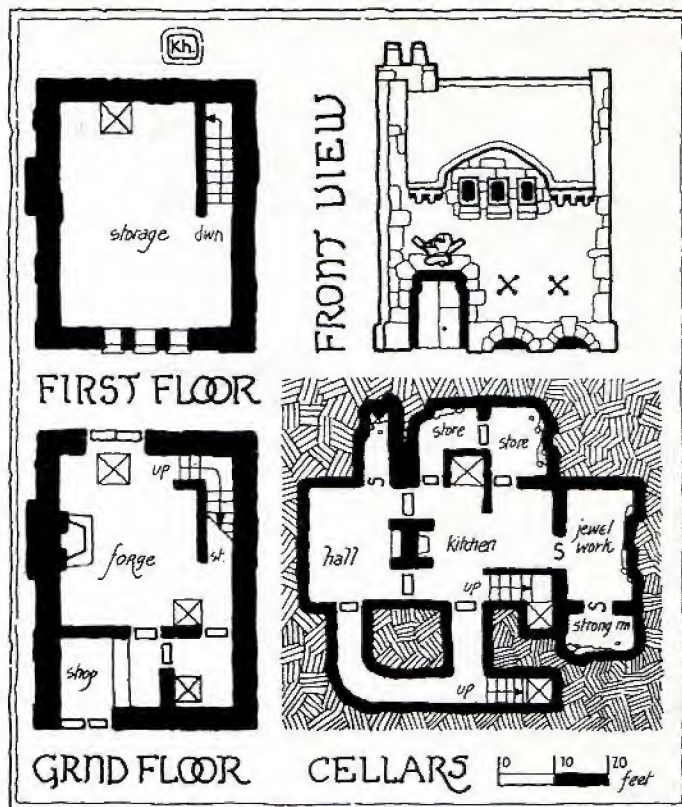 Kh.
storage dwn
FIRST FLOOR
FRONT VIEW
up
forge
st.
shop
GRND FLOOR
store
store
S
hall
kitchen
S
jewel
work
up
S
strong rm
up
CELLARS
0 10 20
feet